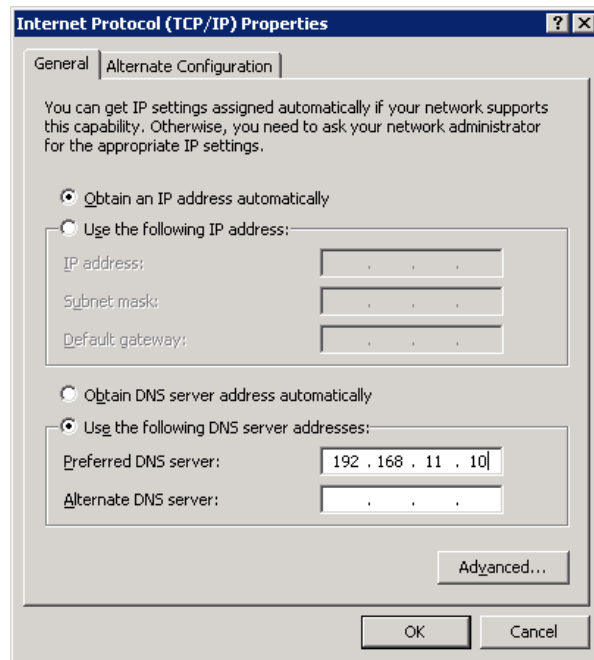 Internet Protocol (TCP/IP) Properties
? X
General
Alternate Configuration
You can get IP settings assigned automatically if your network supports
this capability. Otherwise, you need to ask your network administrator
for the appropriate IP settings.
Obtain an IP address automatically
Use the following IP address:
IP address: . . .
Subnet mask: . . .
Default gateway: . . .
Obtain DNS server address automatically
Use the following DNS server addresses:
Preferred DNS server: 192 . 168 . 11 . 10
Alternate DNS server: . . .
Advanced...
OK
Cancel